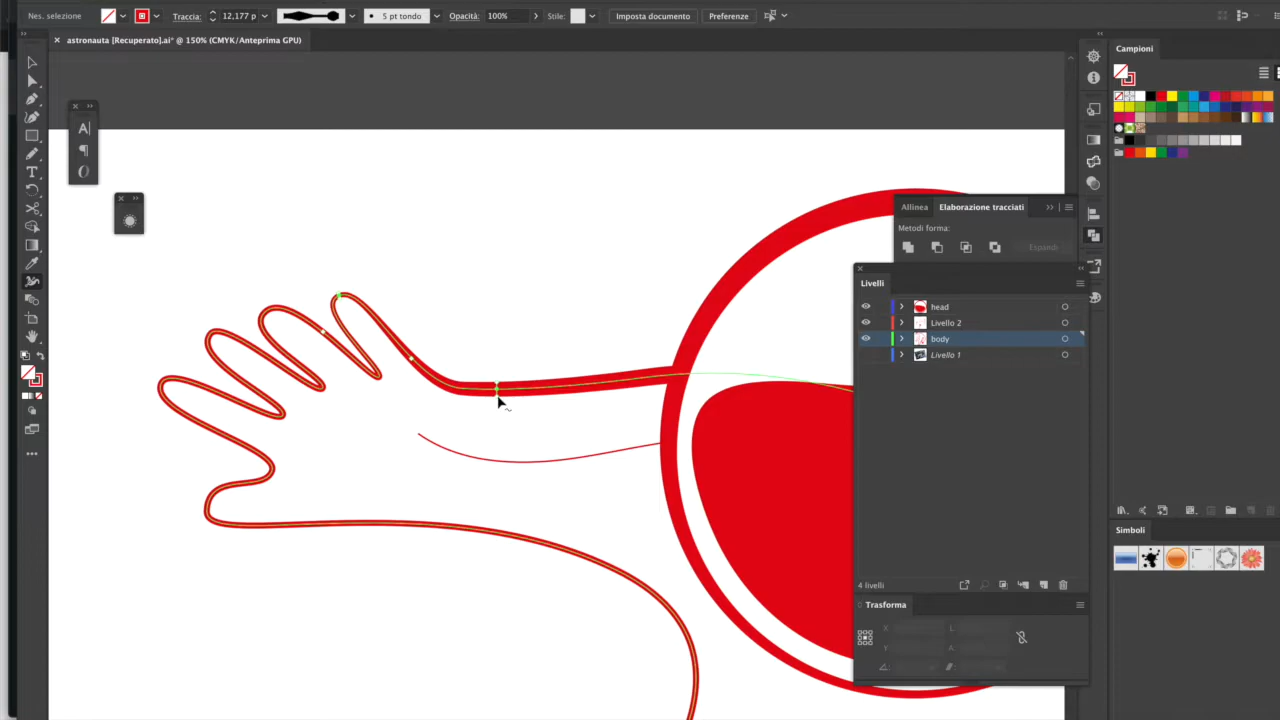 Nes. selezione
Traccia:
12,177 p
5 pt tondo
Opacità:
100%
Stile:
Imposta documento
Preferenze
astronauta [Recuperato].ai* @ 150% (CMYK/Anteprima GPU)
Campioni
Allinea
Elaborazione tracciati
Metodi forma:
Espandi
Livelli
head
Livello 2
body
Livello 1
4 livelli
Simboli
Trasforma
X:
L:
Y:
A: